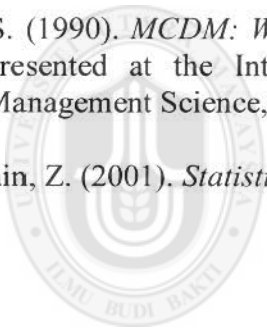 S. (1990). MCDM: W
resented at the Int
Management Science,
ain, Z. (2001). Statisti
UNIVERSITI UTARA MALAYSIA
ILMU BUDI BAKTI